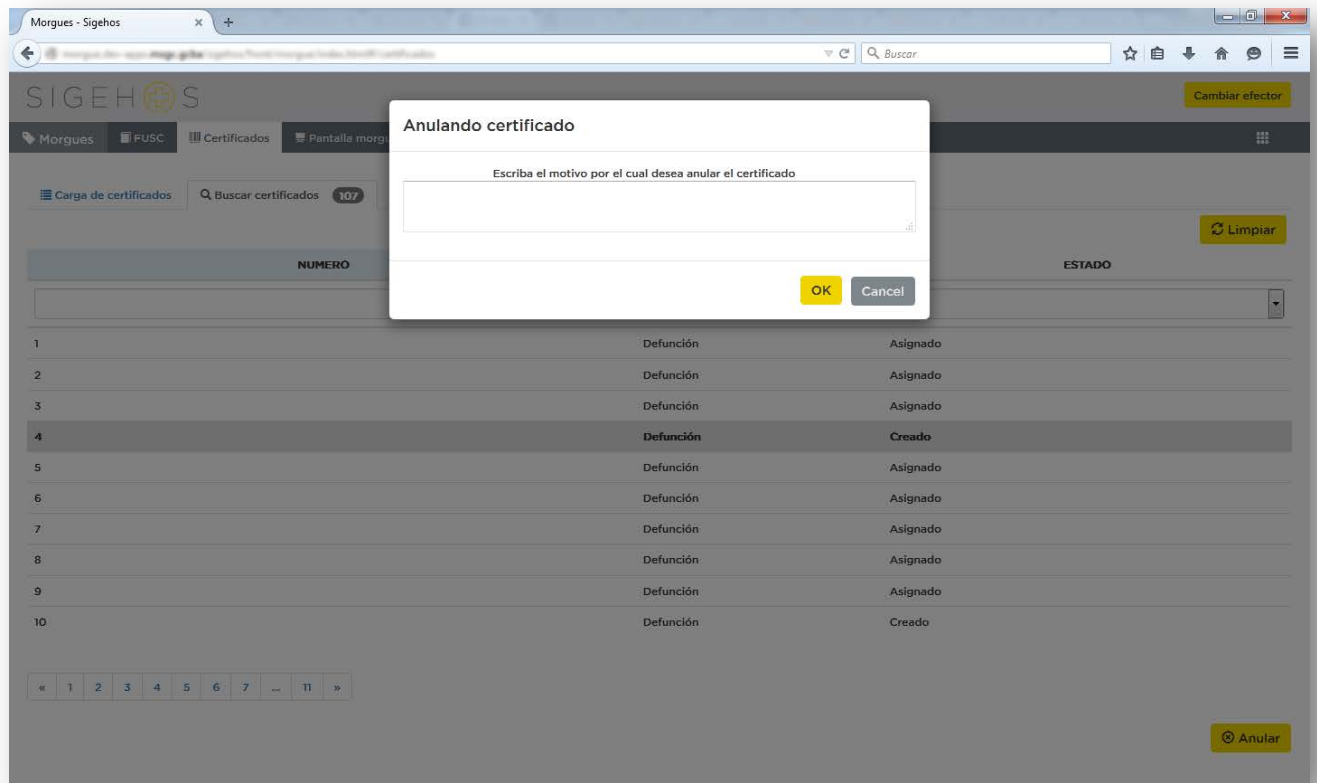 Morgues - Sigehos
Buscar
SIGEHOS
Cambiar efector
Morgues FUSC Certificados Pantalla morgu
Anulando certificado
Escriba el motivo por el cual desea anular el certificado
OK Cancel
Carga de certificados Buscar certificados 107
Limpiar
NUMERO ESTADO
1 Defunción Asignado
2 Defunción Asignado
3 Defunción Asignado
4 Defunción Creado
5 Defunción Asignado
6 Defunción Asignado
7 Defunción Asignado
8 Defunción Asignado
9 Defunción Asignado
10 Defunción Creado
« 1 2 3 4 5 6 7 ... 11 »
Anular